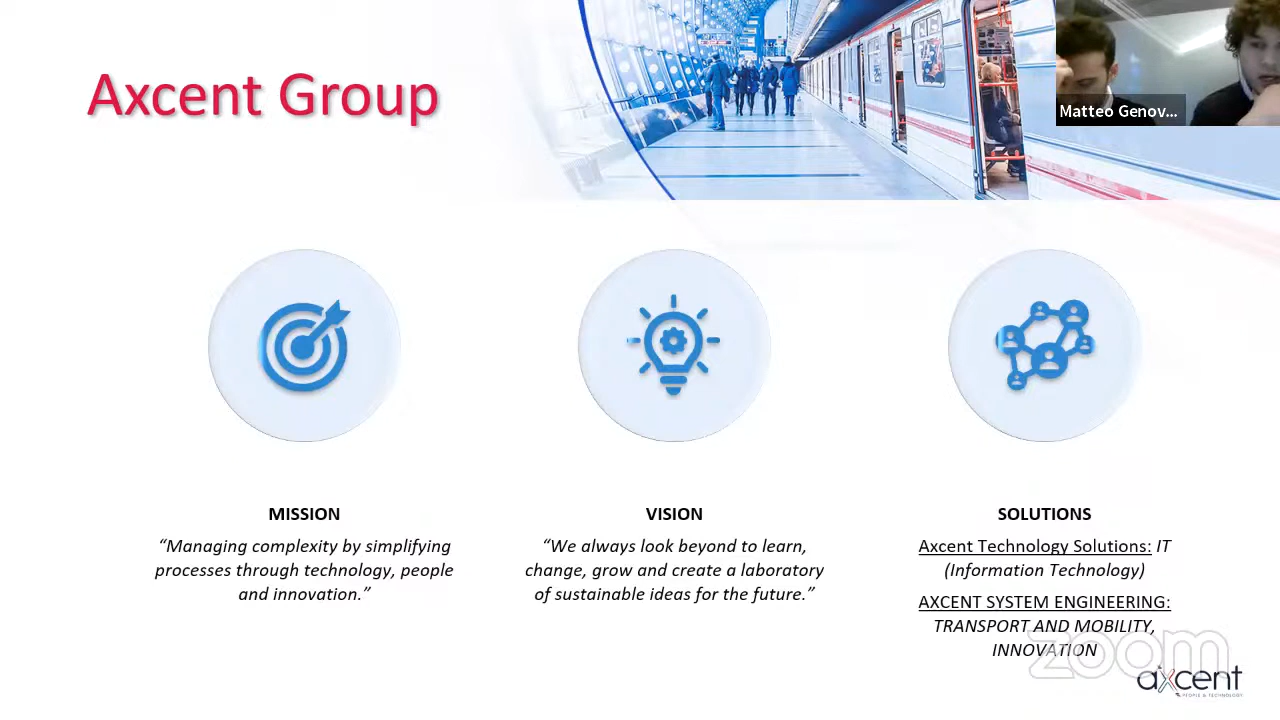 Axcent Group
Matteo Genov...
MISSION
“Managing complexity by simplifying
processes through technology, people
and innovation.”
VISION
“We always look beyond to learn,
change, grow and create a laboratory
of sustainable ideas for the future.”
SOLUTIONS
Axcent Technology Solutions: IT
(Information Technology)
AXCENT SYSTEM ENGINEERING:
TRANSPORT AND MOBILITY,
INNOVATION
zoom
axcent
PEOPLE & TECHNOLOGY